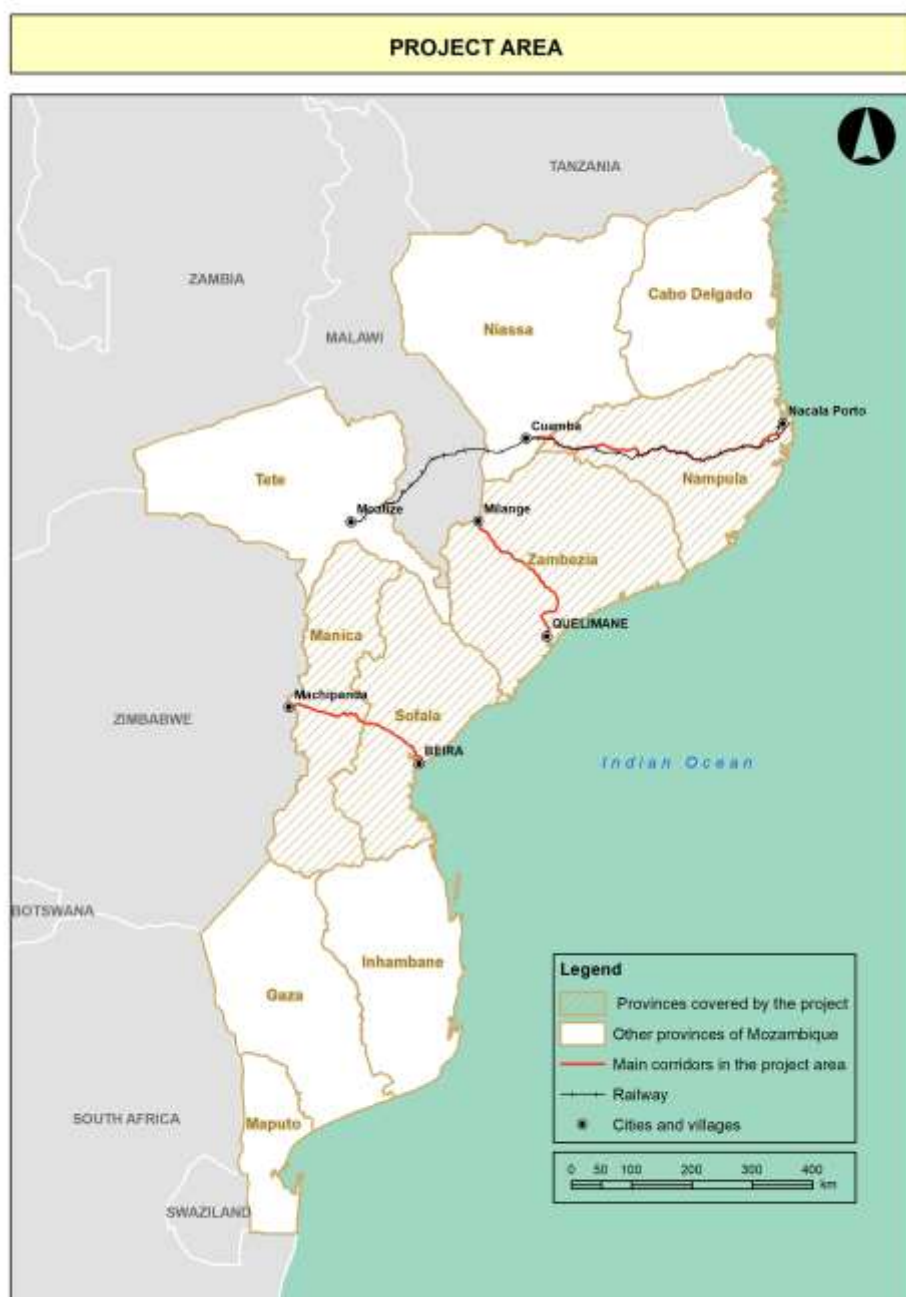 PROJECT AREA
TANZANIA
ZAMBIA
Cabo Delgado
Niassa
MALAWI
Nacala Porto
Cuamba
Tete
Nampula
Moatize
Milange
Zambezia
QUELIMANE
Manica
Machipanda
Sofala
ZIMBABWE
BEIRA
Indian Ocean
BOTSWANA
Inhambane
Gaza
Legend
Provinces covered by the project
Other provinces of Mozambique
Main corridors in the project area
Railway
Cities and villages
SOUTH AFRICA
Maputo
0 50 100 200 300 400
km
SWAZILAND